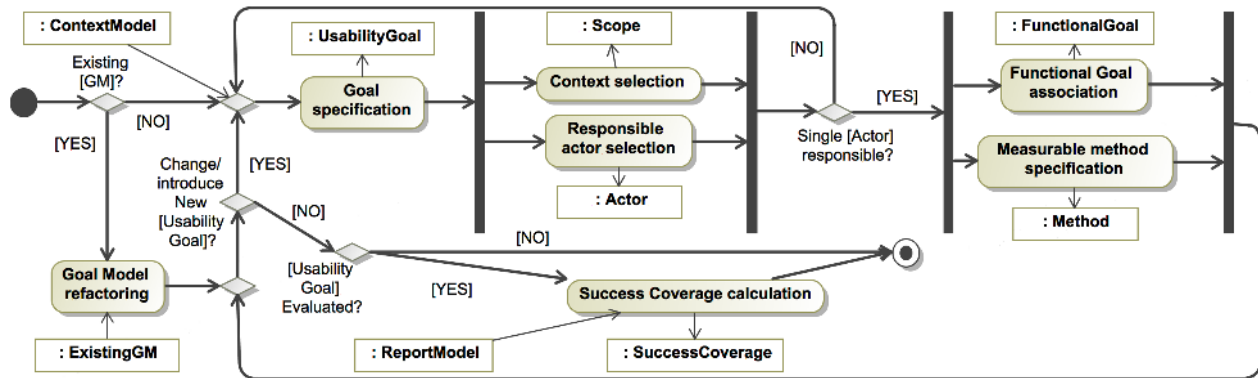 : ContextModel
Existing
[GM]?
[NO]
[YES]
: UsabilityGoal
Goal
specification
: Scope
Context selection
Responsible
actor selection
: Actor
[NO]
[YES]
Single [Actor]
responsible?
: FunctionalGoal
Functional Goal
association
Measurable method
specification
: Method
Change/
introduce
New
[Usability
Goal]?
[YES]
[NO]
[NO]
[Usability
Goal]
Evaluated?
[YES]
Goal Model
refactoring
: ExistingGM
Success Coverage calculation
: ReportModel
: SuccessCoverage